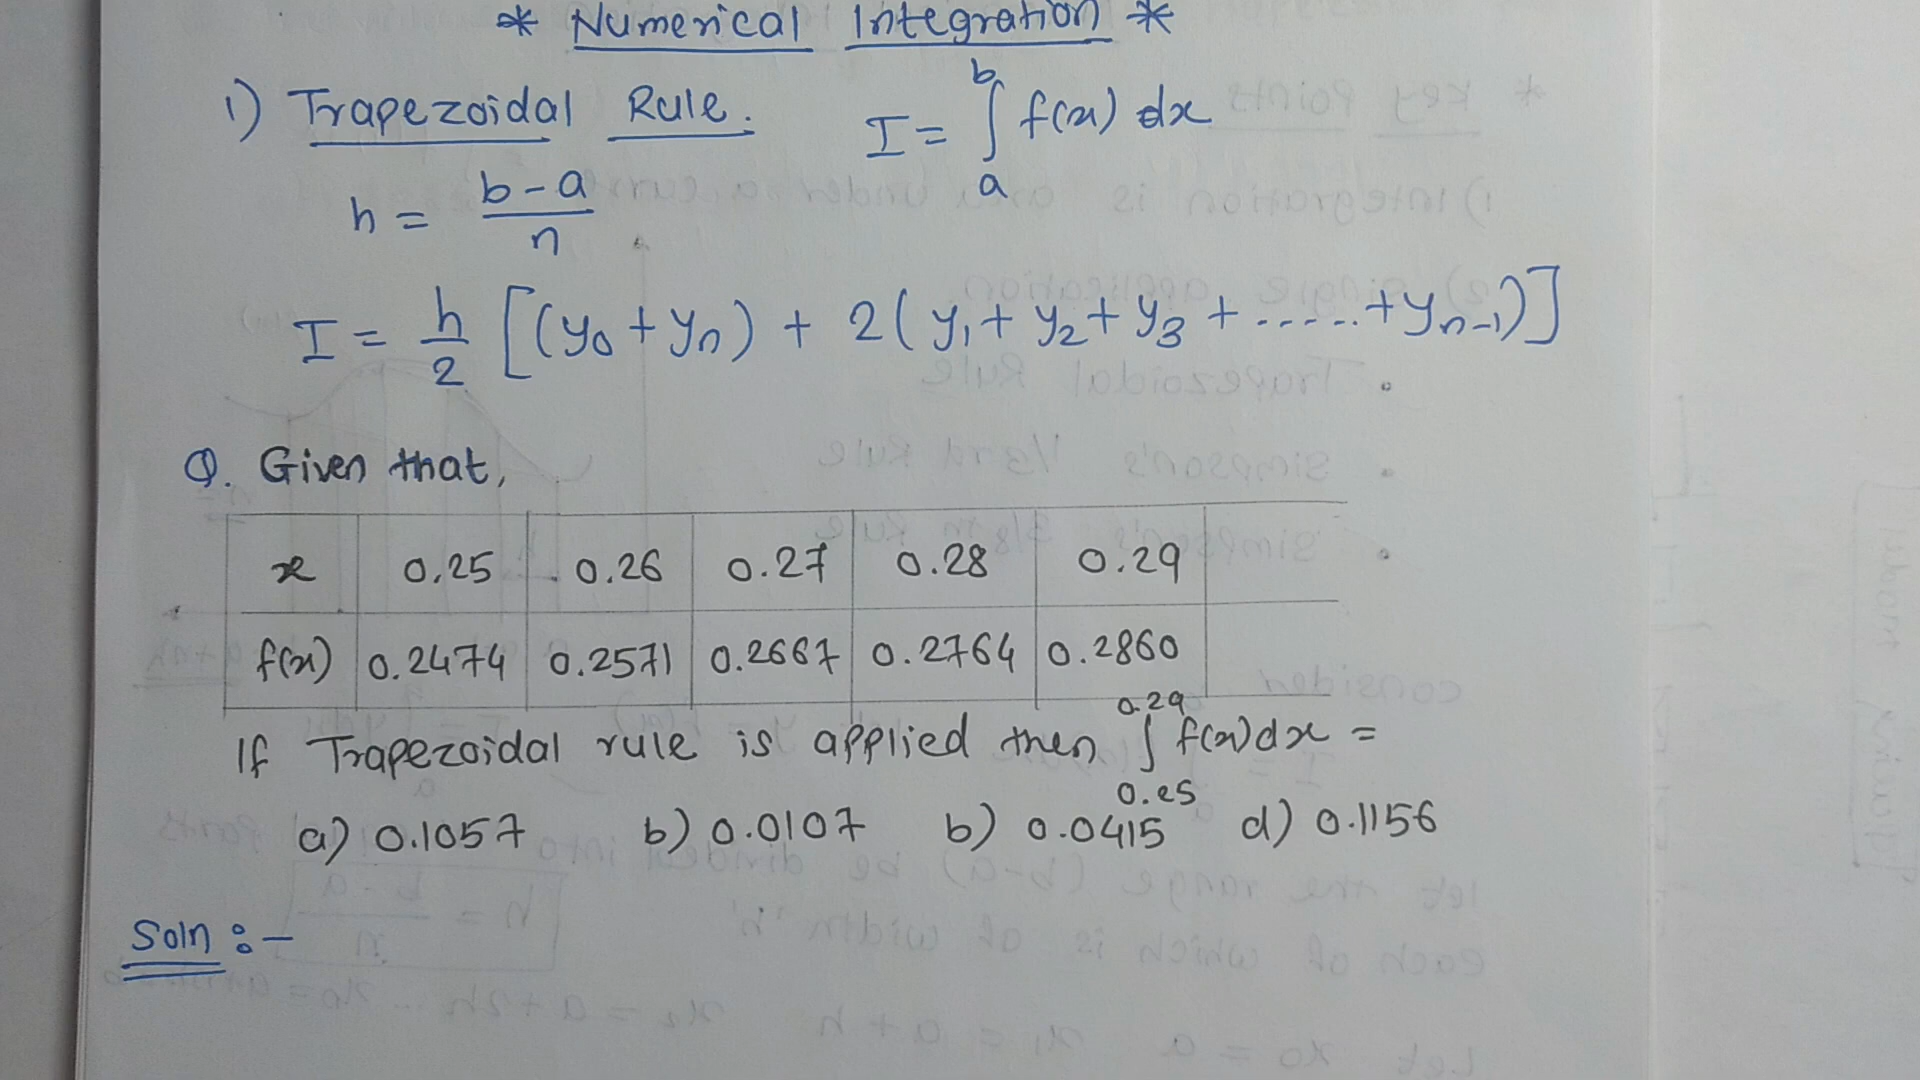 * Numerical Integration *
1) Trapezoidal Rule. I = ∫ₐᵇ f(x) dx
h = (b-a)/n
I = h/2 [(y₀ + yₙ) + 2(y₁ + y₂ + y₃ + ...... + yₙ₋₁)]
Q. Given that,
x 0.25 0.26 0.27 0.28 0.29
f(x) 0.2474 0.2571 0.2667 0.2764 0.2860
If Trapezoidal rule is applied then ∫ 0.25 0.29 f(x)dx =
a) 0.1057 b) 0.0107 b) 0.0415 d) 0.1156
Soln :-